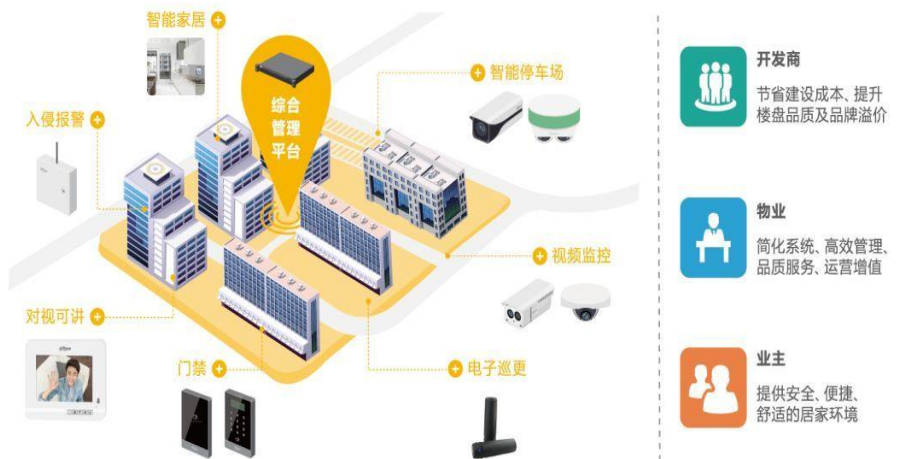 智能家居
综合
管理
平台
智能停车场
入侵报警
视频监控
对视可讲
门禁
电子巡更
开发商
节省建设成本、提升
楼盘品质及品牌溢价
物业
简化系统、高效管理、
品质服务、运营增值
业主
提供安全、便捷、
舒适的居家环境